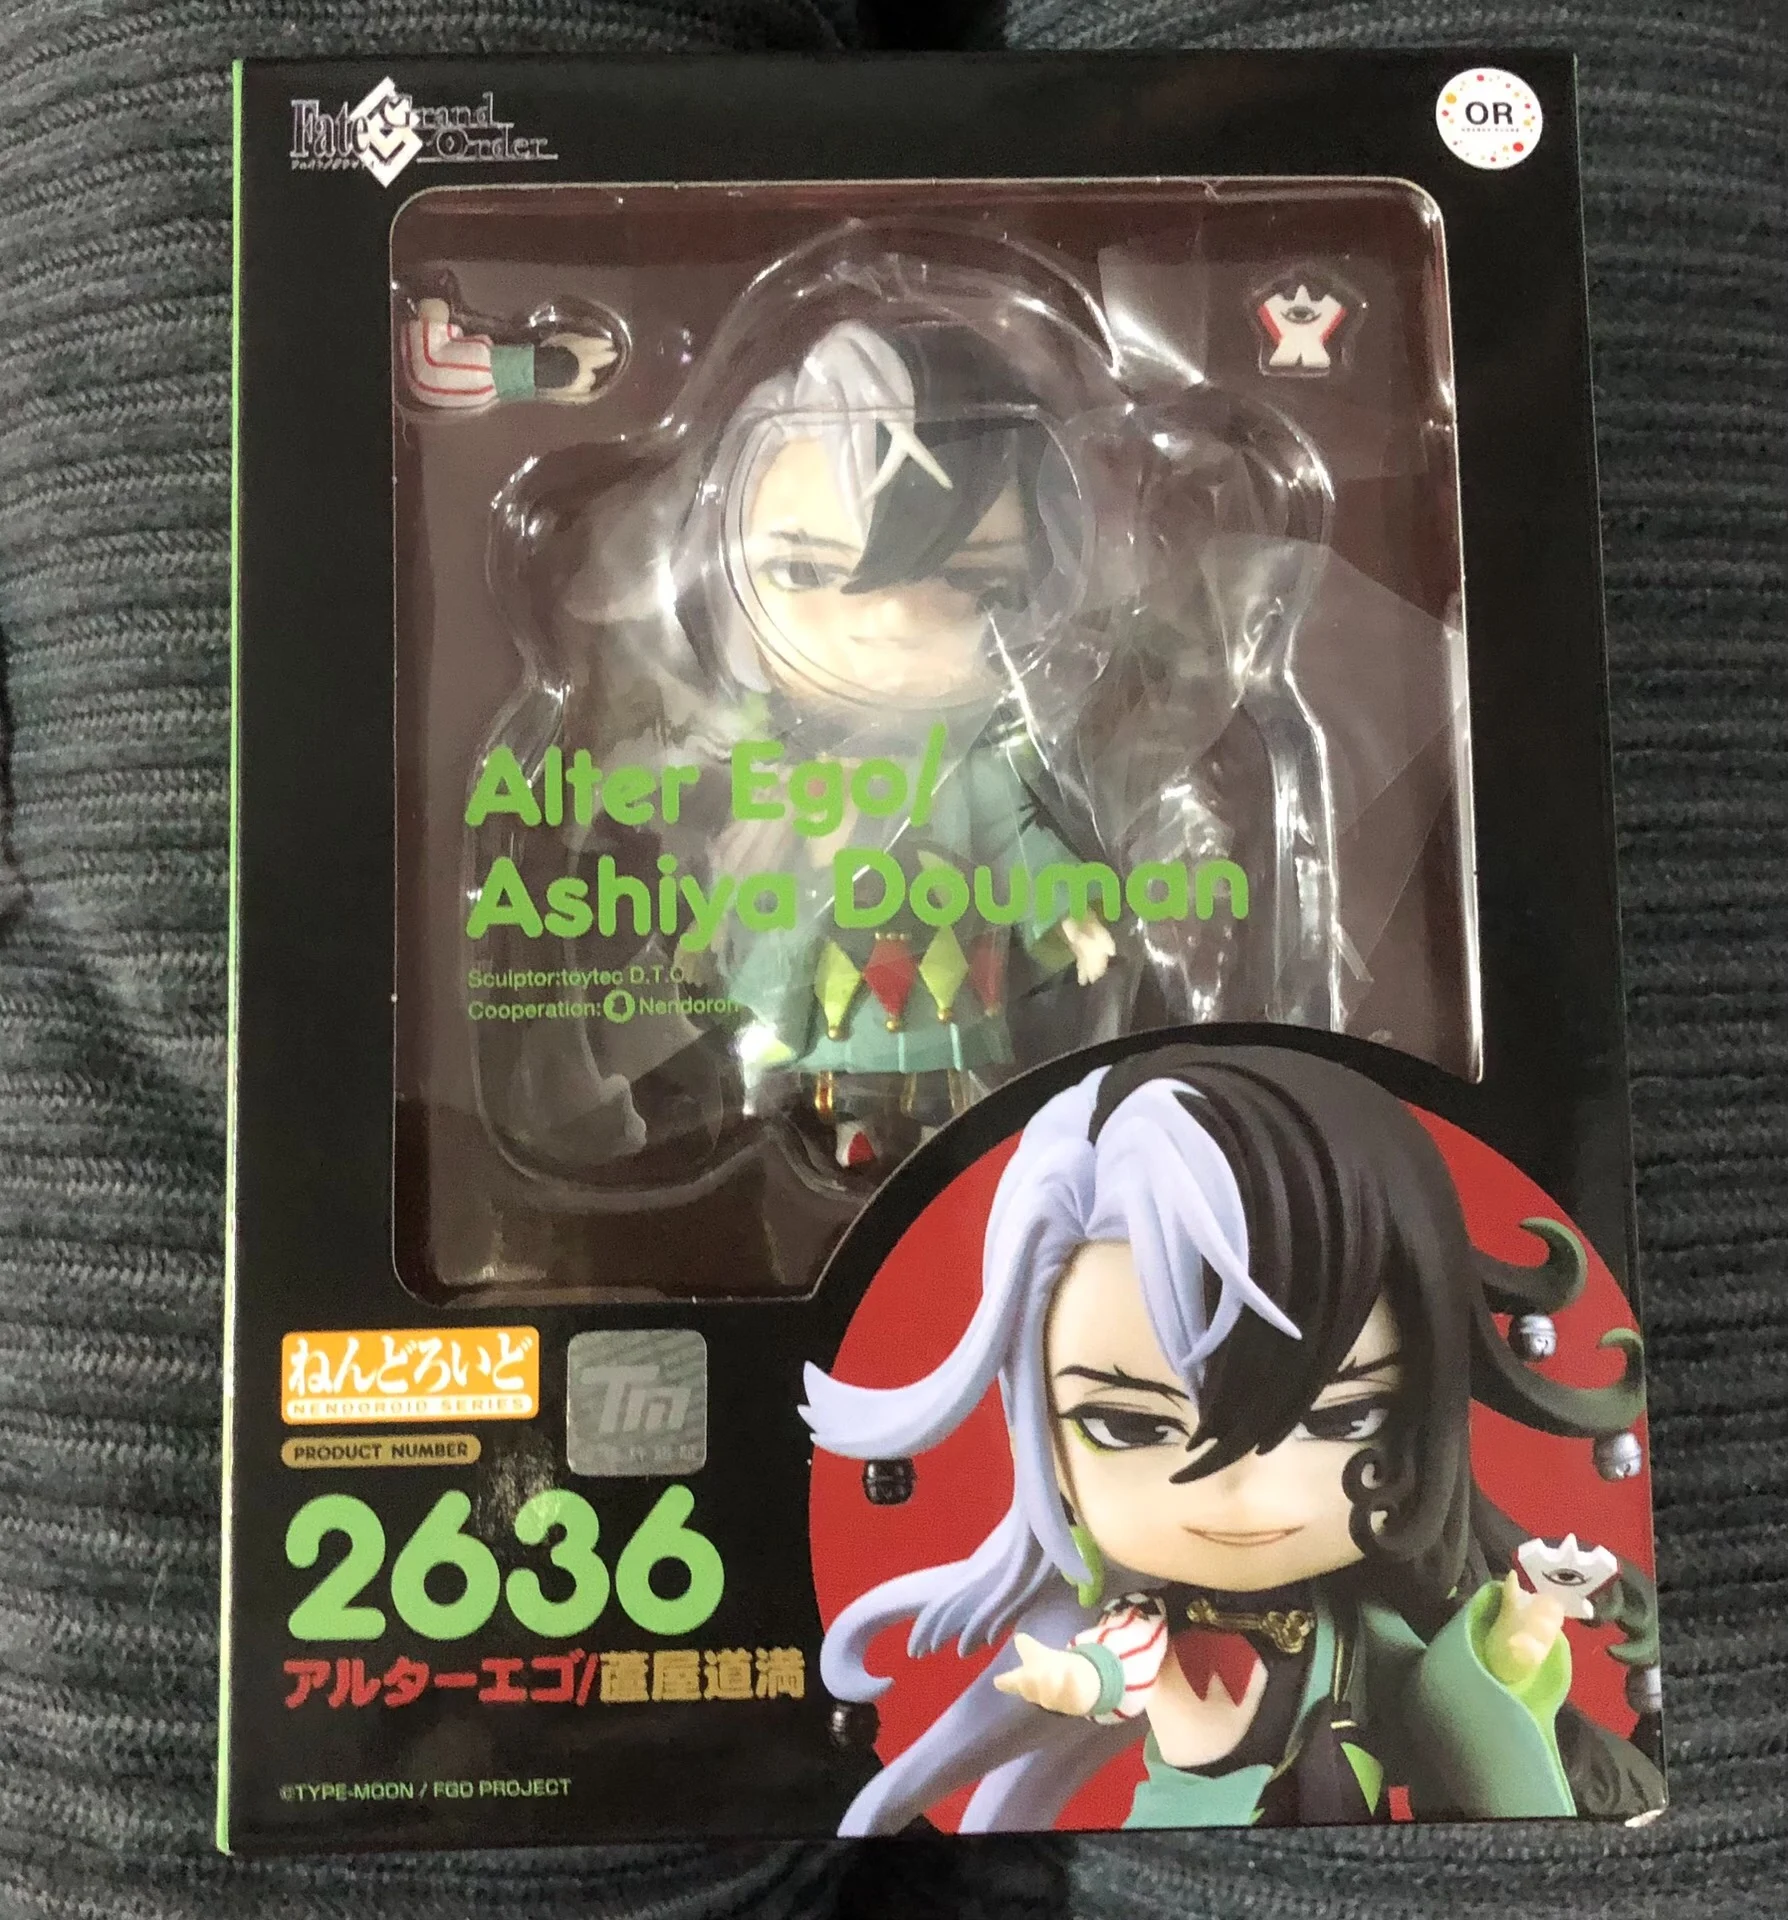 Fate/Grand Order
OR
Alter Ego/
Ashiya Douman
Sculptor:toytec D.T.C.
Cooperation: Nendoron
ねんどろいど
NENDOROID SERIES
PRODUCT NUMBER
TM
2636
アルターエゴ/蘆屋道満
©TYPE-MOON / FGO PROJECT